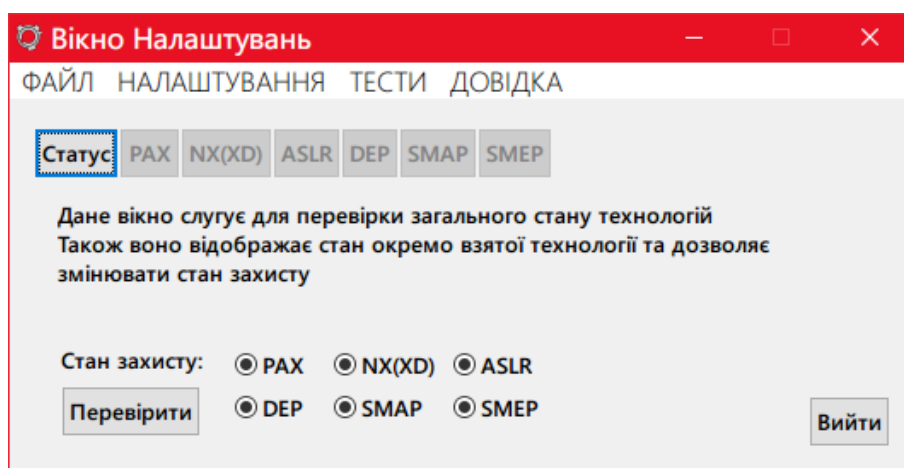 Вікно Налаштувань
ФАЙЛ НАЛАШТУВАННЯ ТЕСТИ ДОВІДКА
Статус PAX NX(XD) ASLR DEP SMAP SMEP
Дане вікно слугує для перевірки загального стану технологій
Також воно відображає стан окремо взятої технології та дозволяє
змінювати стан захисту
Стан захисту: PAX NX(XD) ASLR
Перевірити DEP SMAP SMEP
Вийти